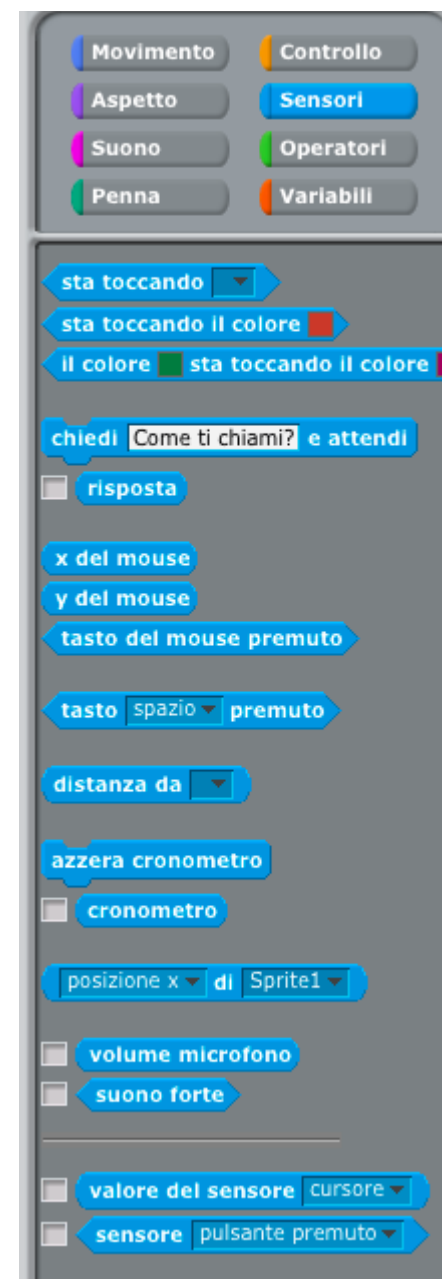 Movimento Controllo
Aspetto Sensori
Suono Operatori
Penna Variabili
sta toccando
sta toccando il colore
il colore sta toccando il colore
chiedi Come ti chiami? e attendi
risposta
x del mouse
y del mouse
tasto del mouse premuto
tasto spazio premuto
distanza da
azzera cronometro
cronometro
posizione x di Sprite1
volume microfono
suono forte
valore del sensore cursore
sensore pulsante premuto